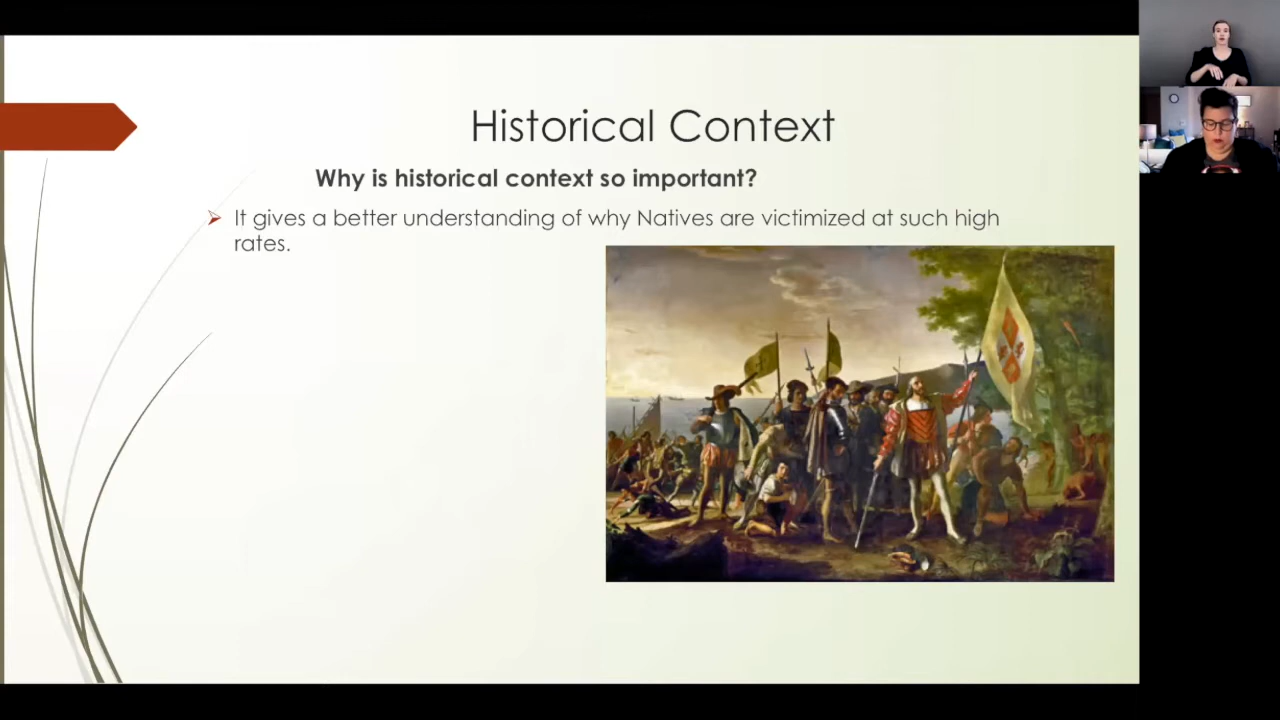 Historical Context
Why is historical context so important?
It gives a better understanding of why Natives are victimized at such high
rates.